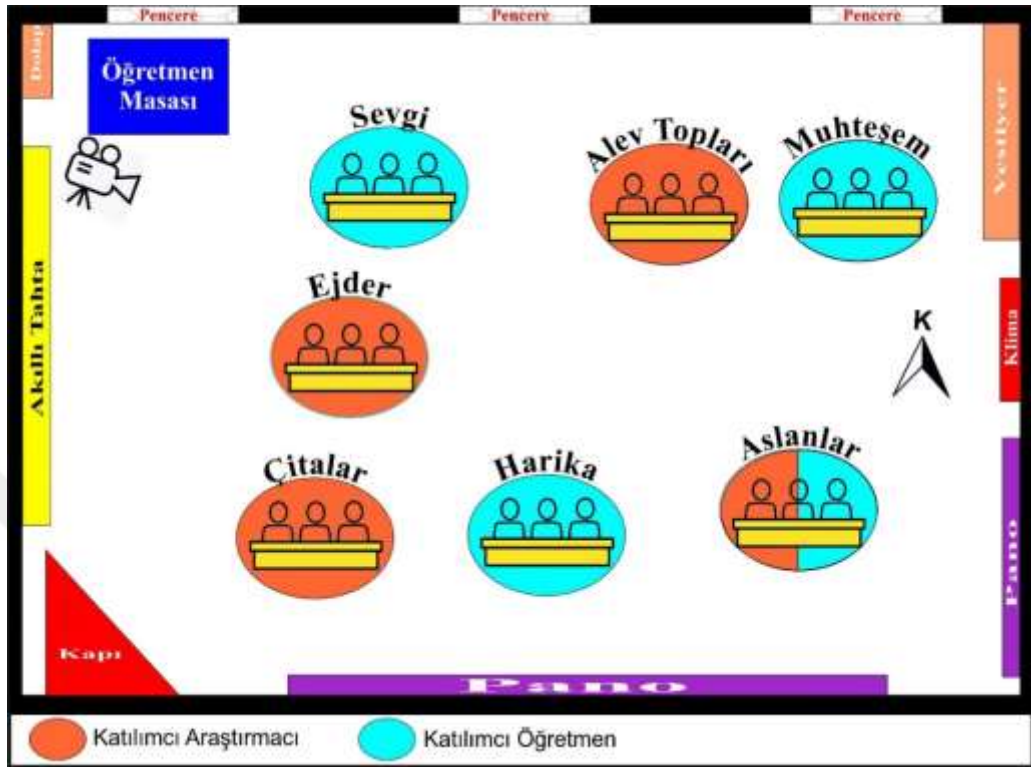 Pencere
Pencere
Pencere
Dolap
Öğretmen
Masası
Sevgi
Alev Topları
Muhteşem
Vestiyer
Akıllı Tahta
Ejder
K
Klima
Çitalar
Harika
Aslanlar
Pano
Kapı
Pano
Katılımcı Araştırmacı
Katılımcı Öğretmen